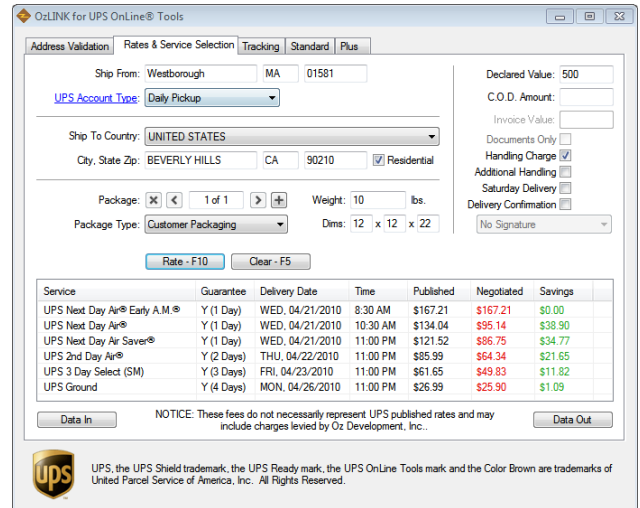 OzLINK for UPS OnLine® Tools
Address Validation Rates & Service Selection Tracking Standard Plus
Ship From: Westborough MA 01581 Declared Value: 500
UPS Account Type: Daily Pickup C.O.D. Amount:
Invoice Value:
Ship To Country: UNITED STATES Documents Only
City, State Zip: BEVERLY HILLS CA 90210 Residential Handling Charge
Additional Handling
Saturday Delivery
Package: 1 of 1 Weight: 10 lbs. Delivery Confirmation
Package Type: Customer Packaging Dims: 12 x 12 x 22 No Signature
Rate - F10 Clear - F5
Service Guarantee Delivery Date Time Published Negotiated Savings
UPS Next Day Air® Early A.M.® Y (1 Day) WED, 04/21/2010 8:30 AM $167.21 $167.21 $0.00
UPS Next Day Air® Y (1 Day) WED, 04/21/2010 10:30 AM $134.04 $95.14 $38.90
UPS Next Day Air Saver® Y (1 Day) WED, 04/21/2010 11:00 PM $121.52 $86.75 $34.77
UPS 2nd Day Air® Y (2 Days) THU, 04/22/2010 11:00 PM $85.99 $64.34 $21.65
UPS 3 Day Select (SM) Y (3 Days) FRI, 04/23/2010 11:00 PM $61.65 $49.83 $11.82
UPS Ground Y (4 Days) MON, 04/26/2010 11:00 PM $26.99 $25.90 $1.09
Data In NOTICE: These fees do not necessarily represent UPS published rates and may Data Out
include charges levied by Oz Development, Inc..
ups UPS, the UPS Shield trademark, the UPS Ready mark, the UPS OnLine Tools mark and the Color Brown are trademarks of
United Parcel Service of America, Inc. All Rights Reserved.